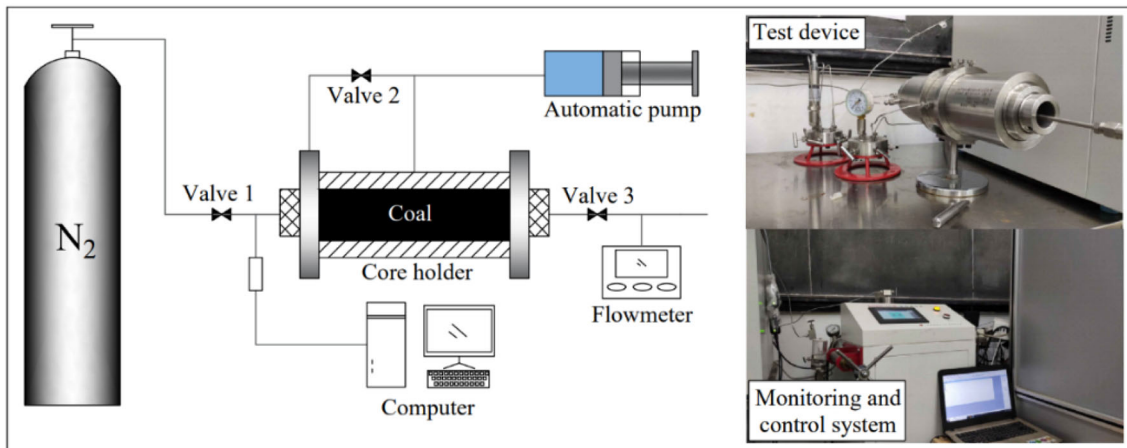 N2
Valve 1
Valve 2
Automatic pump
Coal
Core holder
Valve 3
Flowmeter
Computer
Test device
Monitoring and
control system